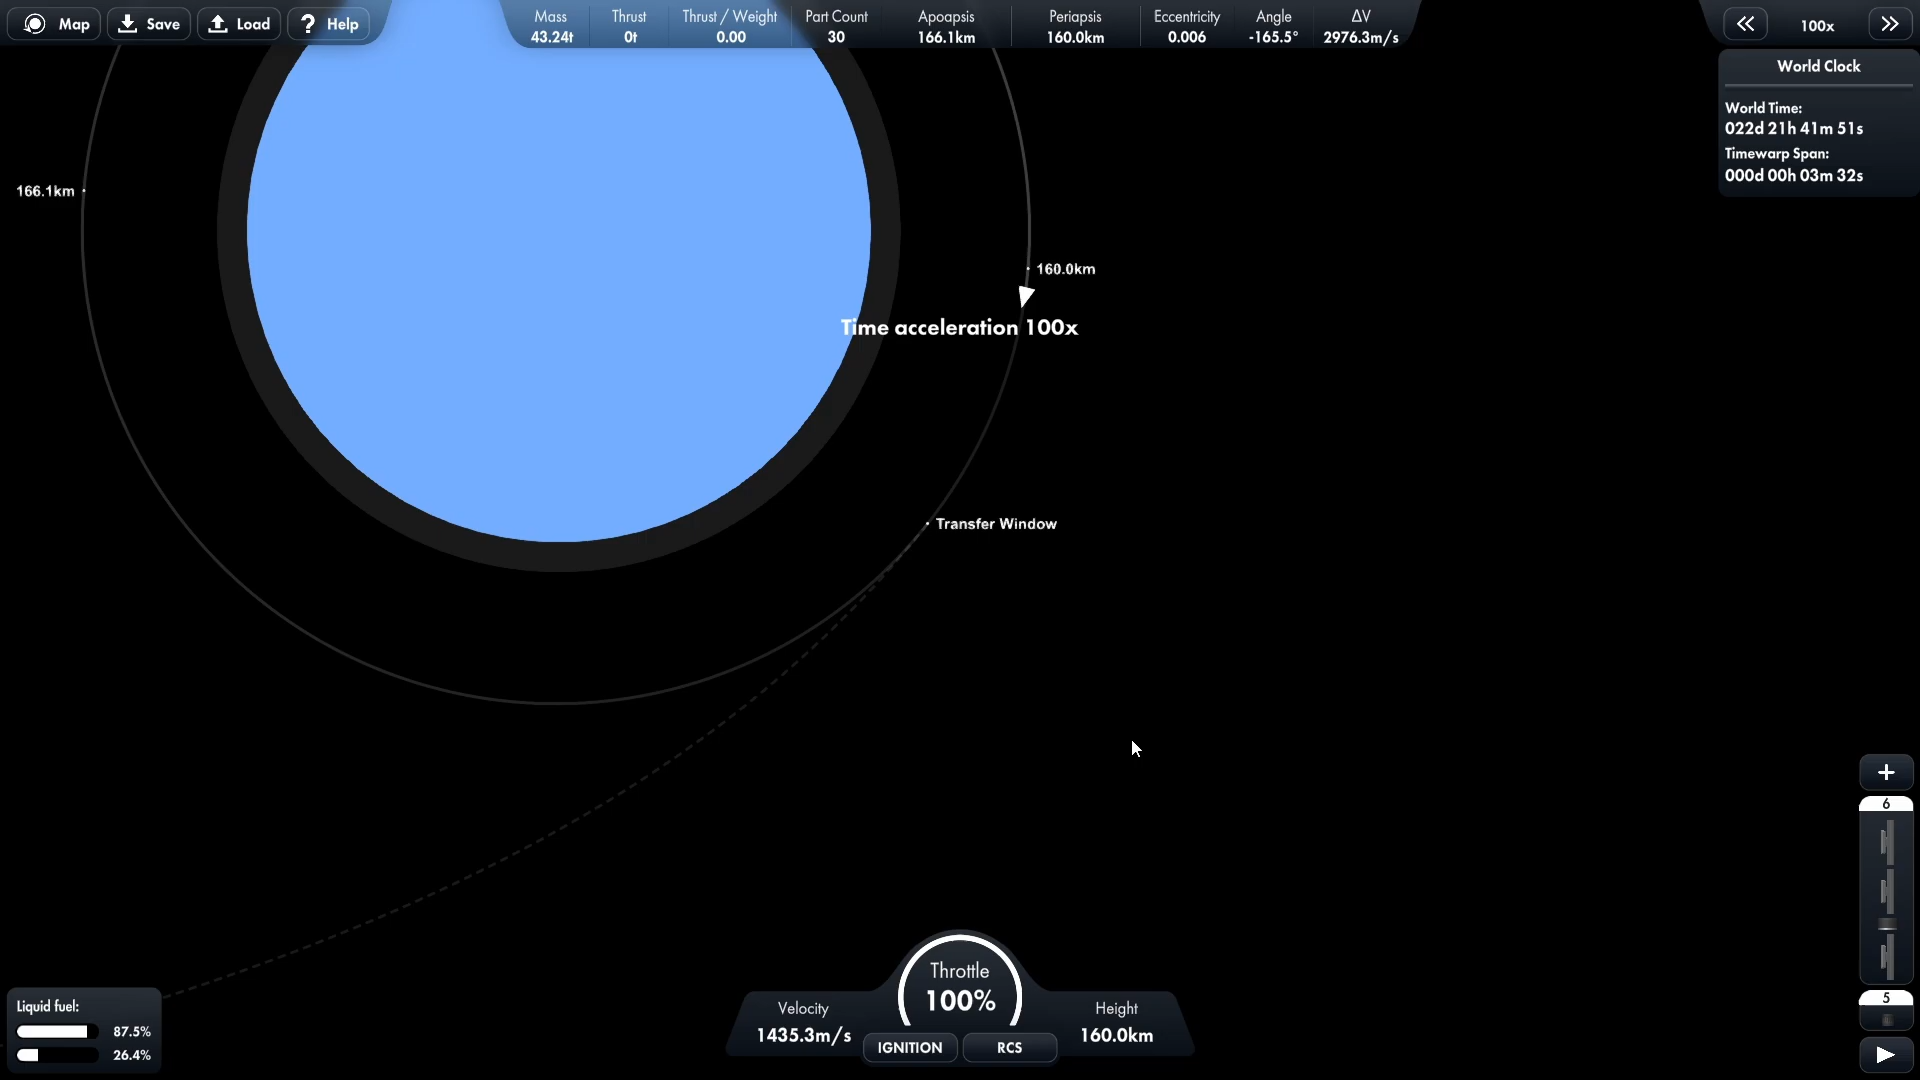 Map Save Load ? Help
Mass Thrust Thrust / Weight Part Count Apoapsis Periapsis Eccentricity Angle ΔV
43.24t 0t 0.00 30 166.1km 160.0km 0.006 -165.5° 2976.3m/s
100x
World Clock
World Time:
022d 21h 41m 51s
Timewarp Span:
000d 00h 03m 32s
166.1km
160.0km
Time acceleration 100x
Transfer Window
6
5
Throttle
100%
Velocity
1435.3m/s
Height
160.0km
IGNITION RCS
Liquid fuel:
87.5%
26.4%